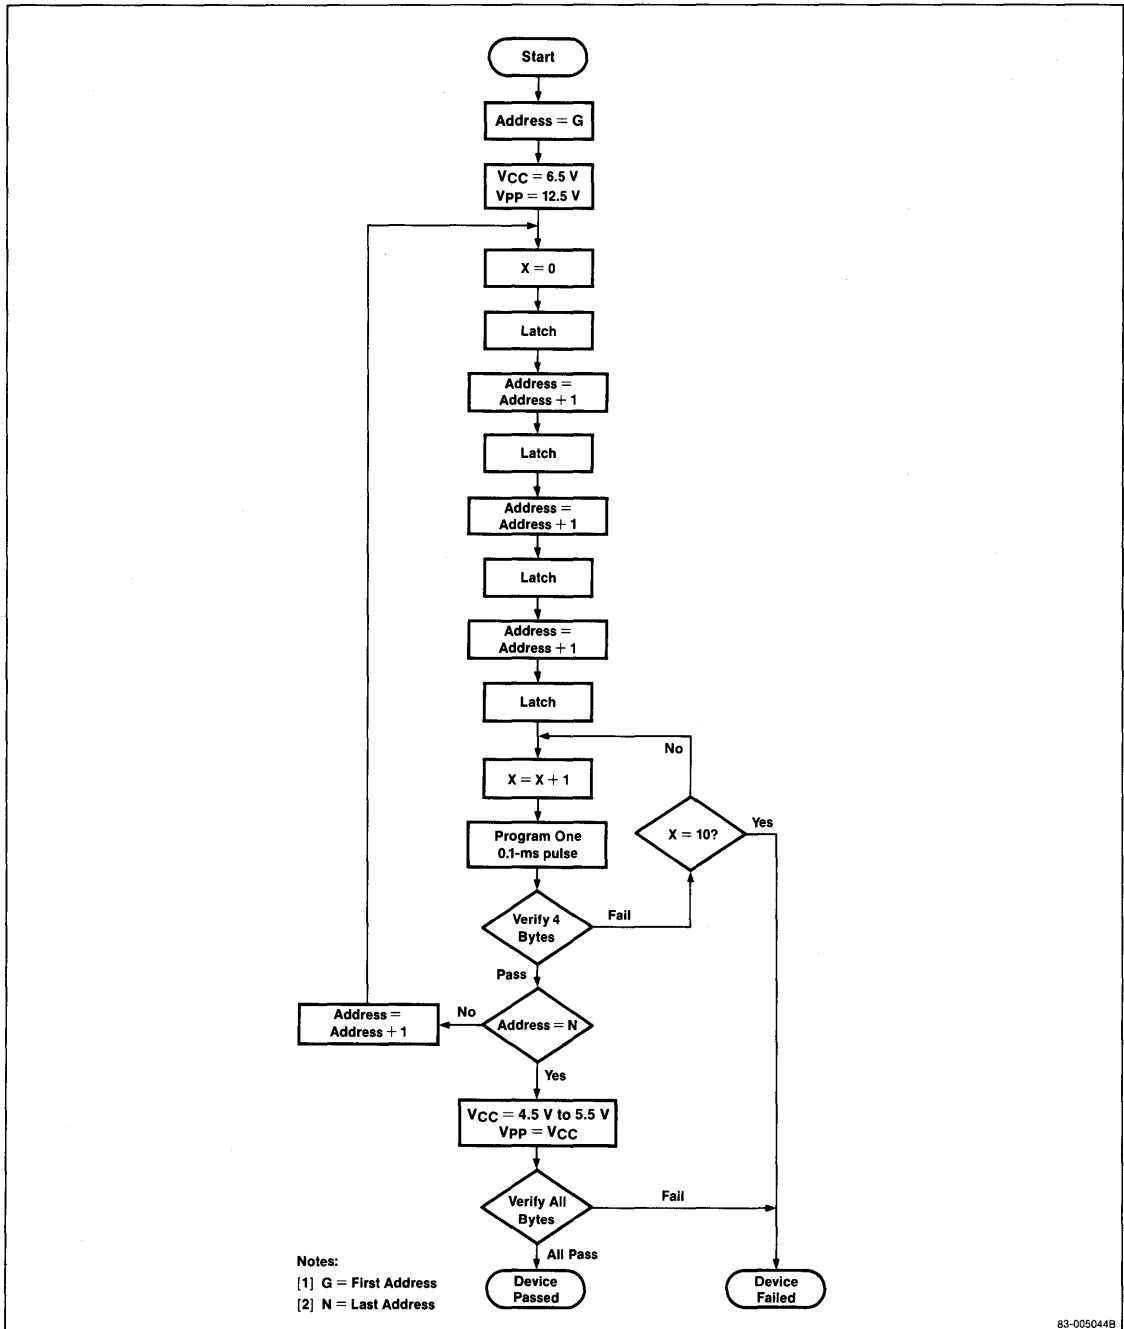 Start
Address = G
VCC = 6.5 V
VPP = 12.5 V
X = 0
Latch
Address =
Address + 1
Latch
Address =
Address + 1
Latch
Address =
Address + 1
Latch
No
X = X + 1
X = 10?
Yes
Program One
0.1-ms pulse
Verify 4
Bytes
Fail
Pass
Address = N
No
Address =
Address + 1
Yes
VCC = 4.5 V to 5.5 V
VPP = VCC
Verify All
Bytes
Fail
All Pass
Device
Passed
Device
Failed
Notes:
[1] G = First Address
[2] N = Last Address
83-005044B